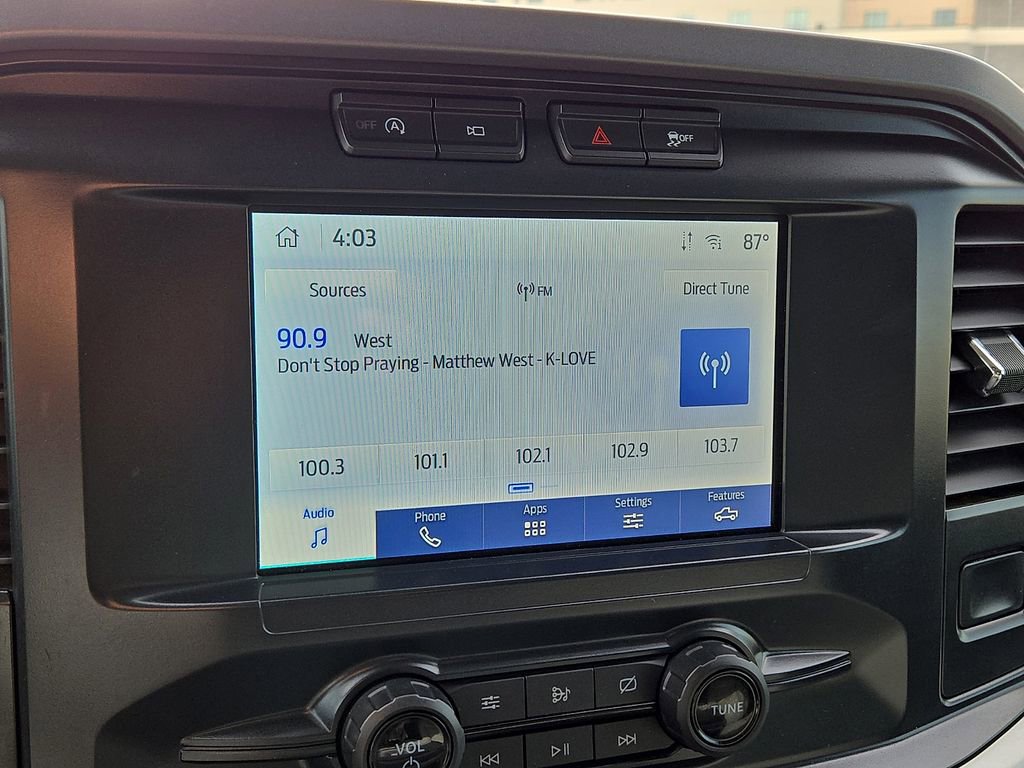 OFF A
OFF
4:03 87°
Sources FM Direct Tune
90.9 West
Don't Stop Praying - Matthew West - K-LOVE
100.3 101.1 102.1 102.9 103.7
Audio Phone Apps Settings Features
VOL TUNE